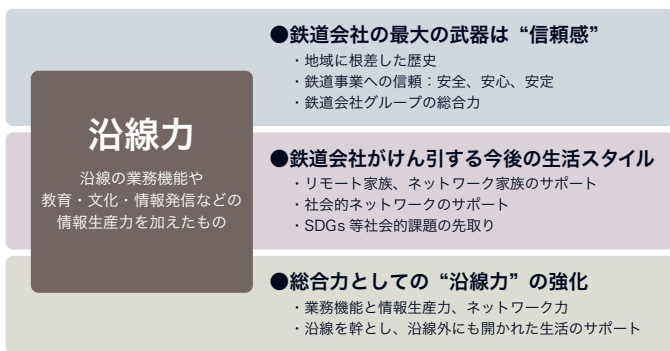 ●鉄道会社の最大の武器は“信頼感”
・地域に根差した歴史
・鉄道事業への信頼：安全、安心、安定
・鉄道会社グループの総合力
沿線力
沿線の業務機能や
教育・文化・情報発信などの
情報生産力を加えたもの
●鉄道会社がけん引する今後の生活スタイル
・リモート家族、ネットワーク家族のサポート
・社会的ネットワークのサポート
・SDGs 等社会的課題の先取り
●総合力としての“沿線力”の強化
・業務機能と情報生産力、ネットワーク力
・沿線を幹とし、沿線外にも開かれた生活のサポート